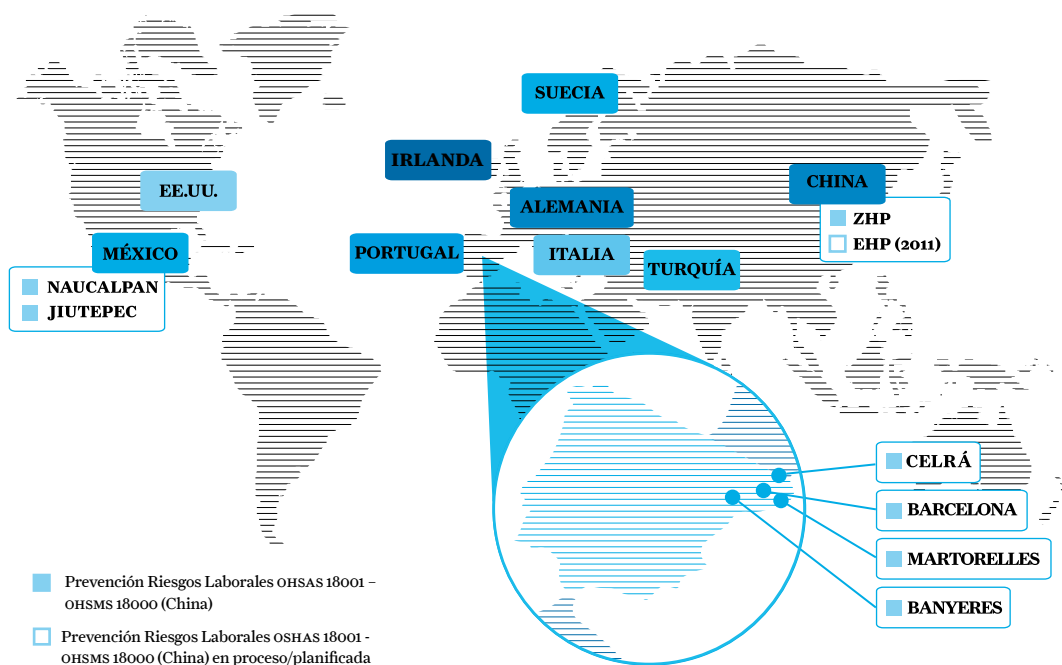 SUECIA
IRLANDA
EE.UU.
CHINA
ALEMANIA
ZHP
EHP (2011)
MÉXICO
PORTUGAL
ITALIA
TURQUÍA
NAUCALPAN
JIUTEPEC
CELRÁ
BARCELONA
MARTORELLES
BANYERES
Prevención Riesgos Laborales OHSAS 18001 –
OHSMS 18000 (China)
Prevención Riesgos Laborales OSHAS 18001 -
OHSMS 18000 (China) en proceso/planificada